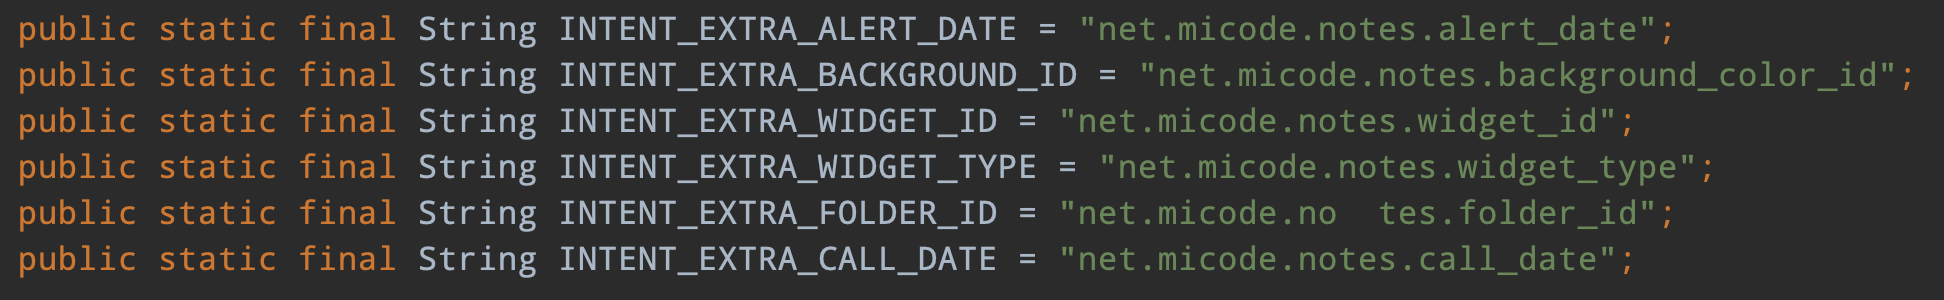 public static final String INTENT_EXTRA_ALERT_DATE = "net.micode.notes.alert_date";
public static final String INTENT_EXTRA_BACKGROUND_ID = "net.micode.notes.background_color_id";
public static final String INTENT_EXTRA_WIDGET_ID = "net.micode.notes.widget_id";
public static final String INTENT_EXTRA_WIDGET_TYPE = "net.micode.notes.widget_type";
public static final String INTENT_EXTRA_FOLDER_ID = "net.micode.no  tes.folder_id";
public static final String INTENT_EXTRA_CALL_DATE = "net.micode.notes.call_date";